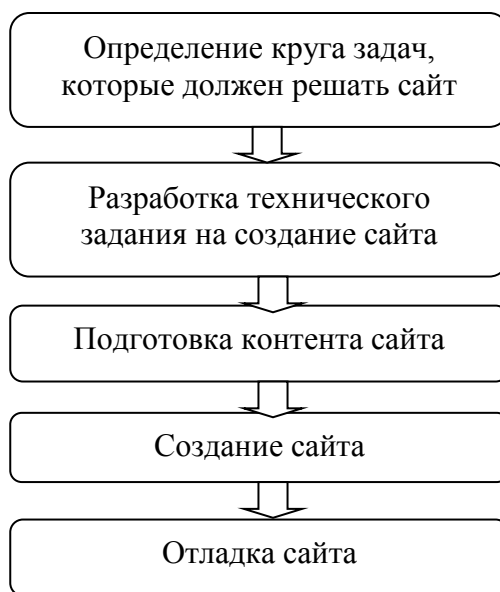 Определение круга задач,
которые должен решать сайт
Разработка технического
задания на создание сайта
Подготовка контента сайта
Создание сайта
Отладка сайта